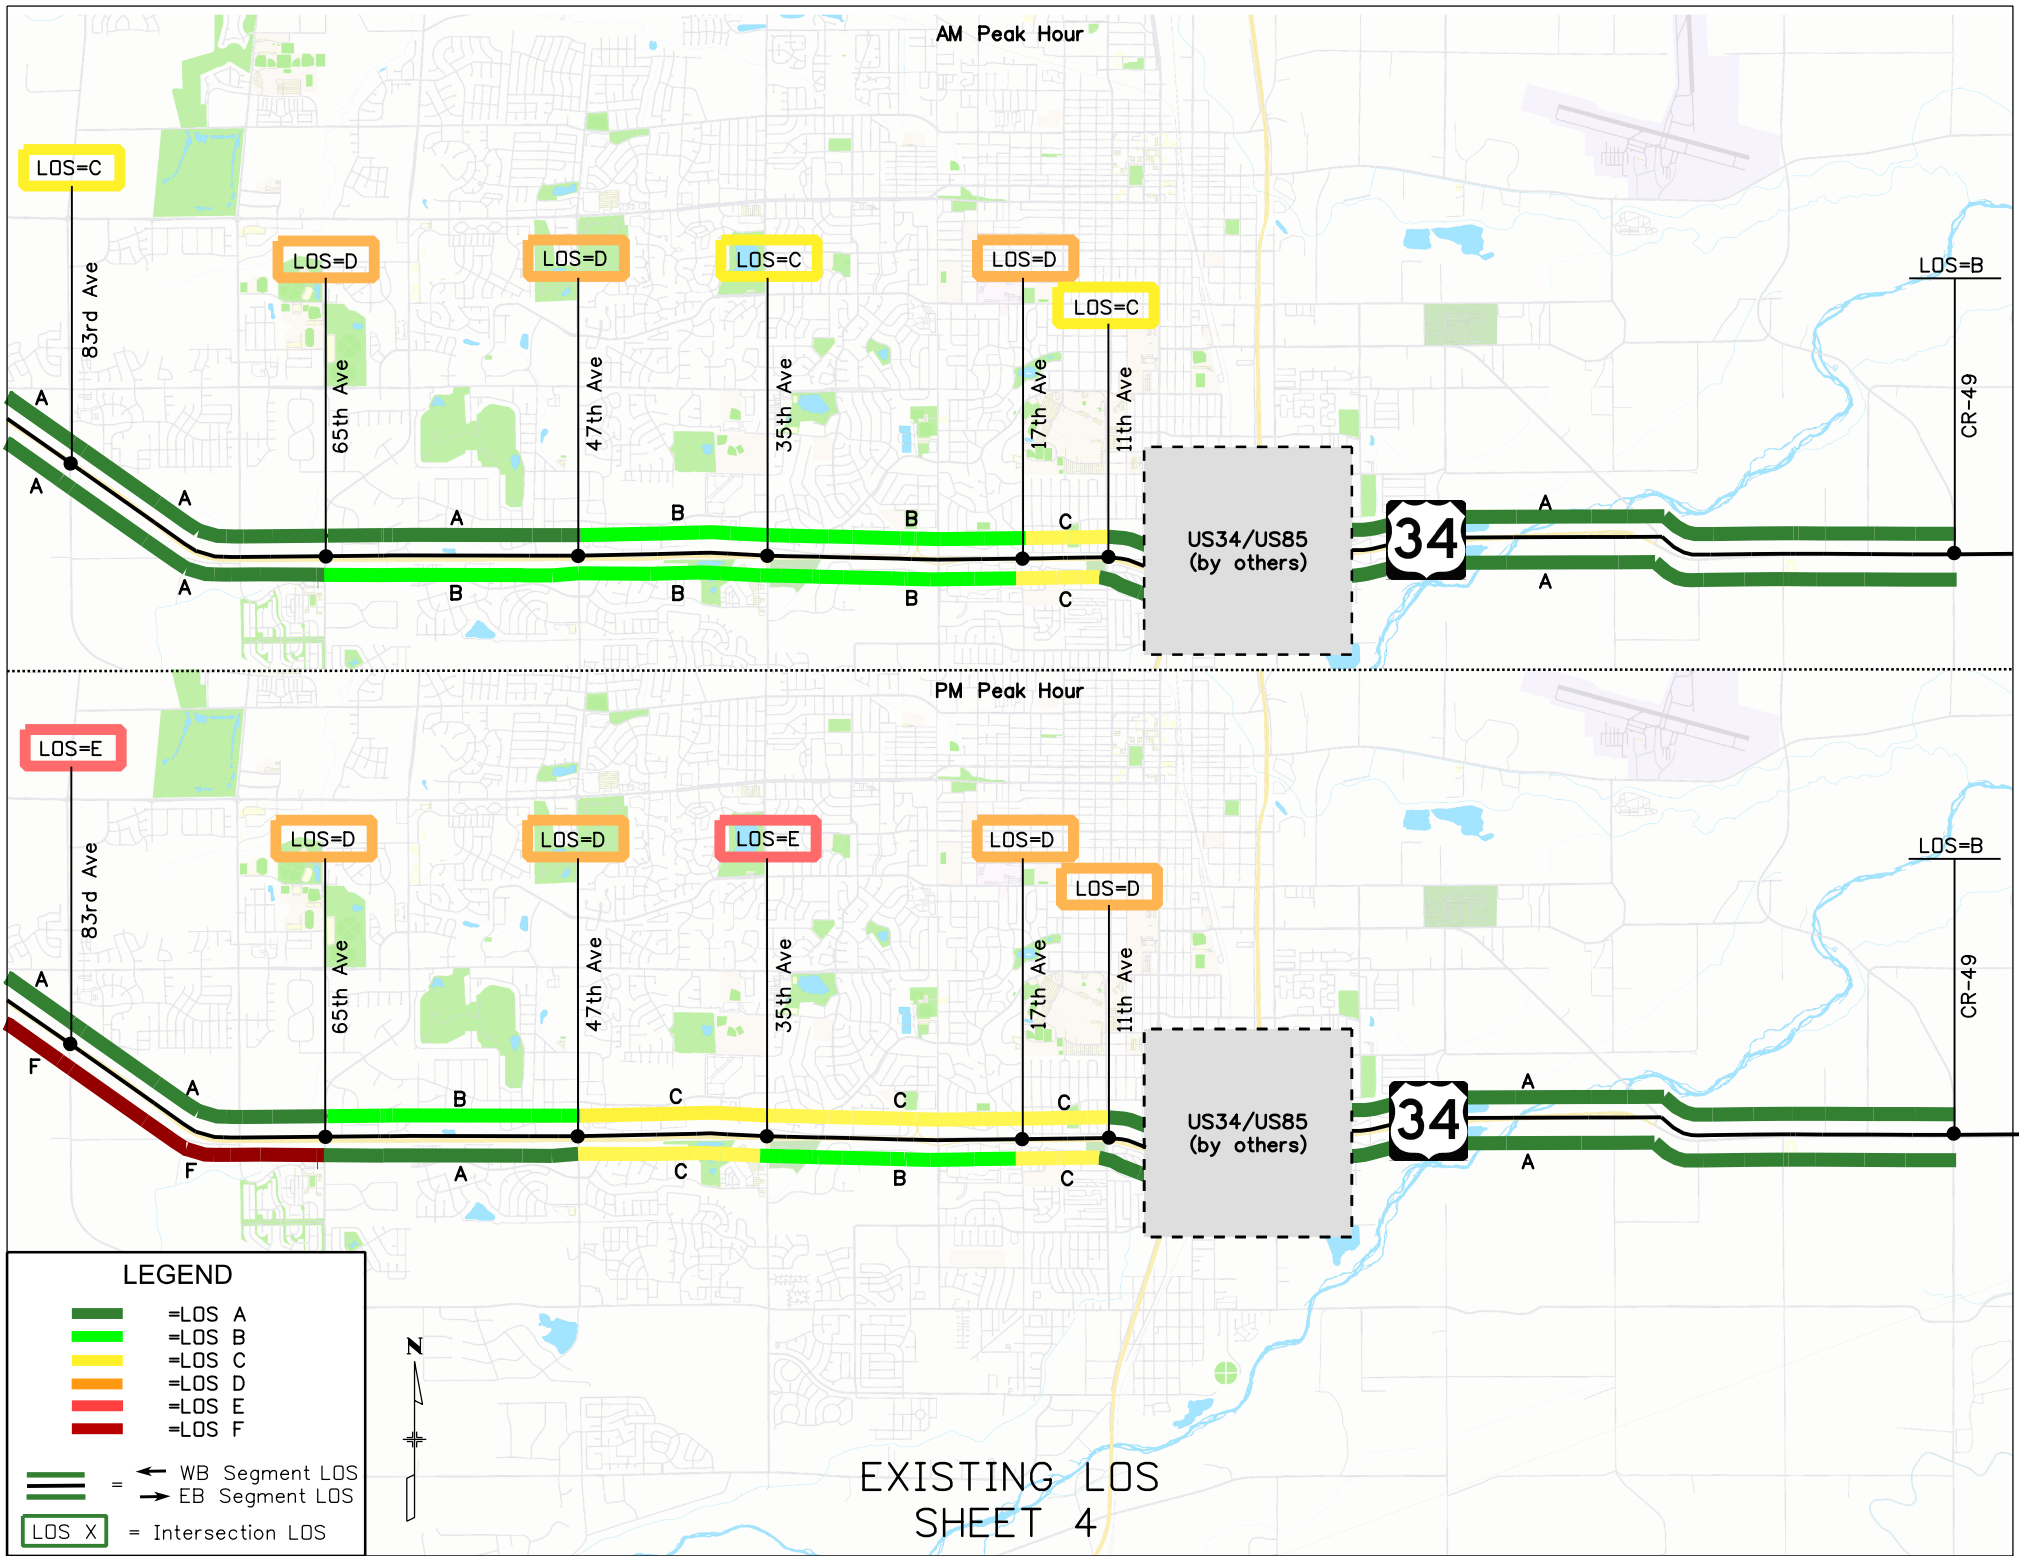 AM Peak Hour
LOS=C
LOS=D
LOS=D
LOS=C
LOS=D
LOS=C
LOS=B
83rd Ave
65th Ave
47th Ave
35th Ave
17th Ave
11th Ave
CR-49
A
A
A
B
B
C
A
US34/US85
(by others)
34
A
A
B
B
B
C
A
PM Peak Hour
LOS=E
LOS=D
LOS=D
LOS=E
LOS=D
LOS=D
LOS=B
83rd Ave
65th Ave
47th Ave
35th Ave
17th Ave
11th Ave
CR-49
A
A
B
C
C
C
A
US34/US85
(by others)
34
F
F
A
C
B
C
A
LEGEND
=LOS A
=LOS B
=LOS C
=LOS D
=LOS E
=LOS F
= WB Segment LOS
EB Segment LOS
LOS X = Intersection LOS
N
EXISTING LOS
SHEET 4